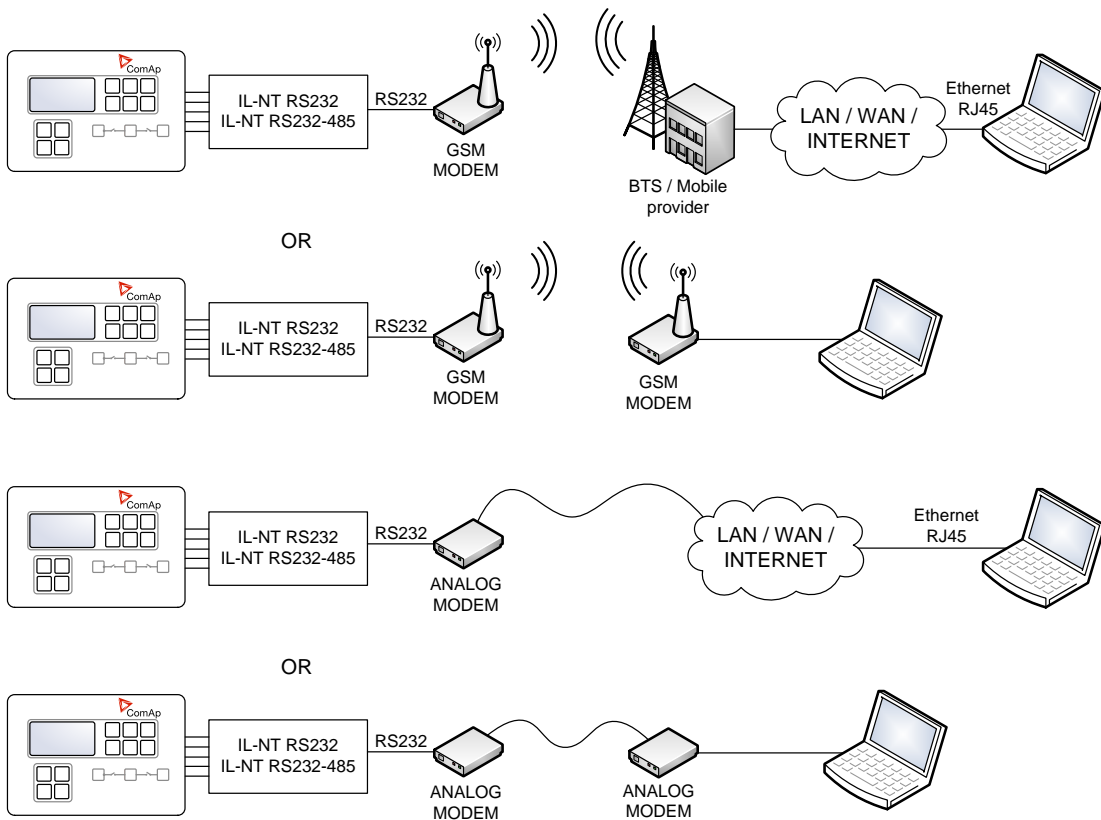 ComAp
IL-NT RS232
IL-NT RS232-485
RS232
GSM
MODEM
BTS / Mobile
provider
LAN / WAN /
INTERNET
Ethernet
RJ45
OR
ComAp
IL-NT RS232
IL-NT RS232-485
RS232
GSM
MODEM
GSM
MODEM
ComAp
IL-NT RS232
IL-NT RS232-485
RS232
ANALOG
MODEM
LAN / WAN /
INTERNET
Ethernet
RJ45
OR
ComAp
IL-NT RS232
IL-NT RS232-485
RS232
ANALOG
MODEM
ANALOG
MODEM